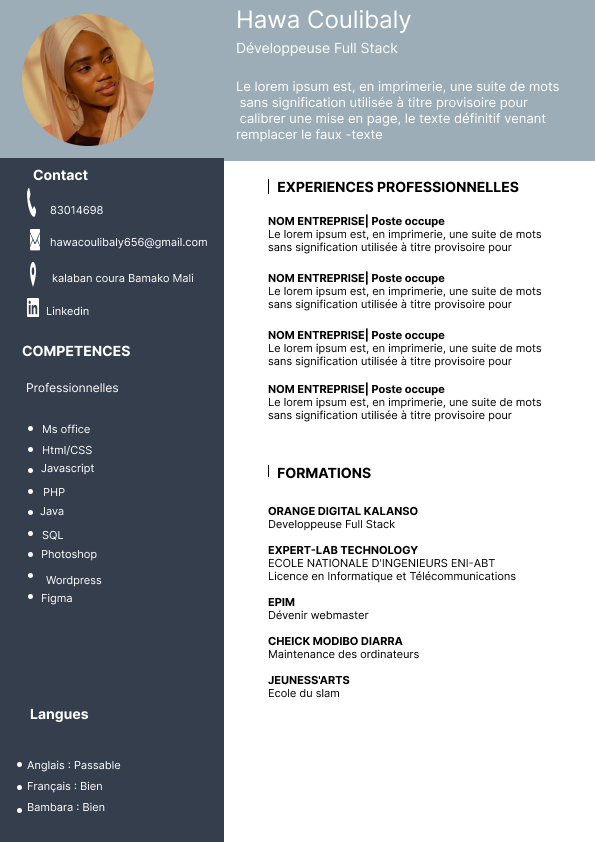 Hawa Coulibaly
Développeuse Full Stack
Le lorem ipsum est, en imprimerie, une suite de mots
sans signification utilisée à titre provisoire pour
calibrer une mise en page, le texte définitif venant
remplacer le faux -texte
Contact
83014698
hawacoulibaly656@gmail.com
kalaban coura Bamako Mali
in Linkedin
COMPETENCES
Professionnelles
Ms office
Html/CSS
Javascript
PHP
Java
SQL
Photoshop
Wordpress
Figma
Langues
Anglais : Passable
Français : Bien
Bambara : Bien
EXPERIENCES PROFESSIONNELLES
NOM ENTREPRISE| Poste occupe
Le lorem ipsum est, en imprimerie, une suite de mots
sans signification utilisée à titre provisoire pour
NOM ENTREPRISE| Poste occupe
Le lorem ipsum est, en imprimerie, une suite de mots
sans signification utilisée à titre provisoire pour
NOM ENTREPRISE| Poste occupe
Le lorem ipsum est, en imprimerie, une suite de mots
sans signification utilisée à titre provisoire pour
NOM ENTREPRISE| Poste occupe
Le lorem ipsum est, en imprimerie, une suite de mots
sans signification utilisée à titre provisoire pour
FORMATIONS
ORANGE DIGITAL KALANSO
Developpeuse Full Stack
EXPERT-LAB TECHNOLOGY
ECOLE NATIONALE D'INGENIEURS ENI-ABT
Licence en Informatique et Télécommunications
EPIM
Dévenir webmaster
CHEICK MODIBO DIARRA
Maintenance des ordinateurs
JEUNESS'ARTS
Ecole du slam